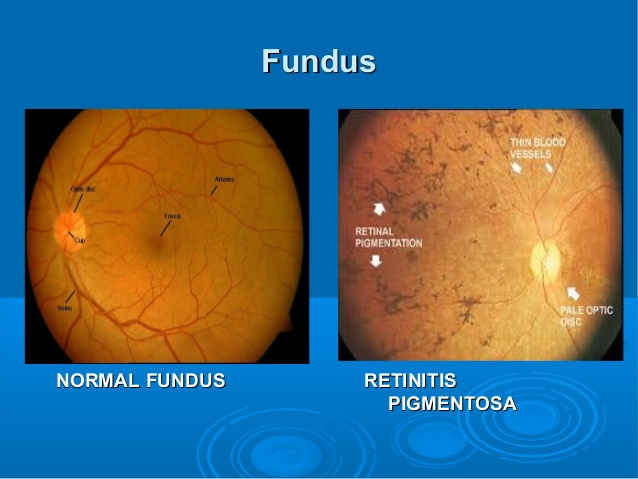 Fundus
Optic disc
Arteries
Fovea
Cup
Veins
THIN BLOOD
VESSELS
RETINAL
PIGMENTATION
PALE OPTIC
DISC
NORMAL FUNDUS
RETINITIS
PIGMENTOSA